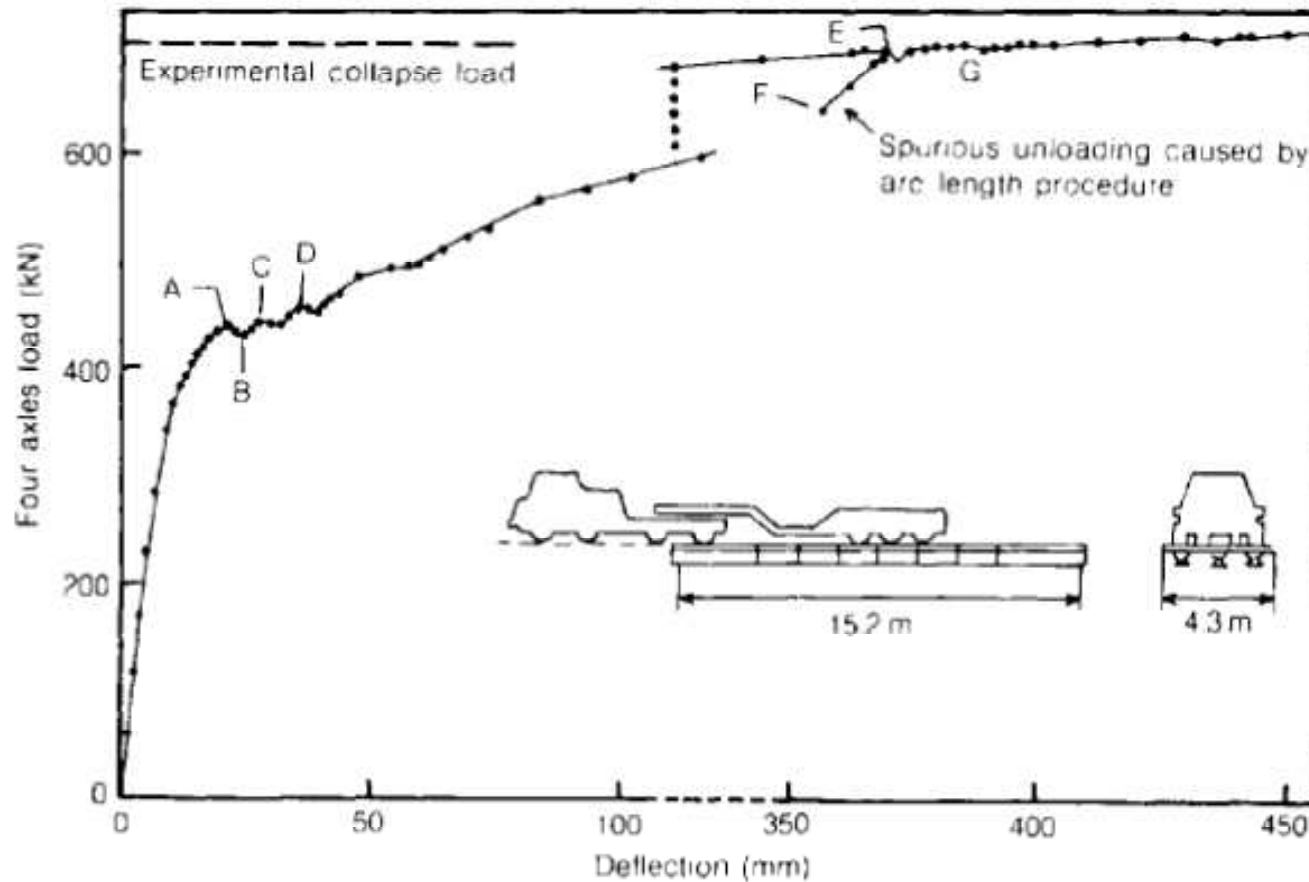 Experimental collapse load
E
F
G
Spurious unloading caused by
arc length procedure
600
D
C
A
B
400
Four axles load (kN)
200
15.2 m
4.3 m
0
0
50
100
350
400
450
Deflection (mm)